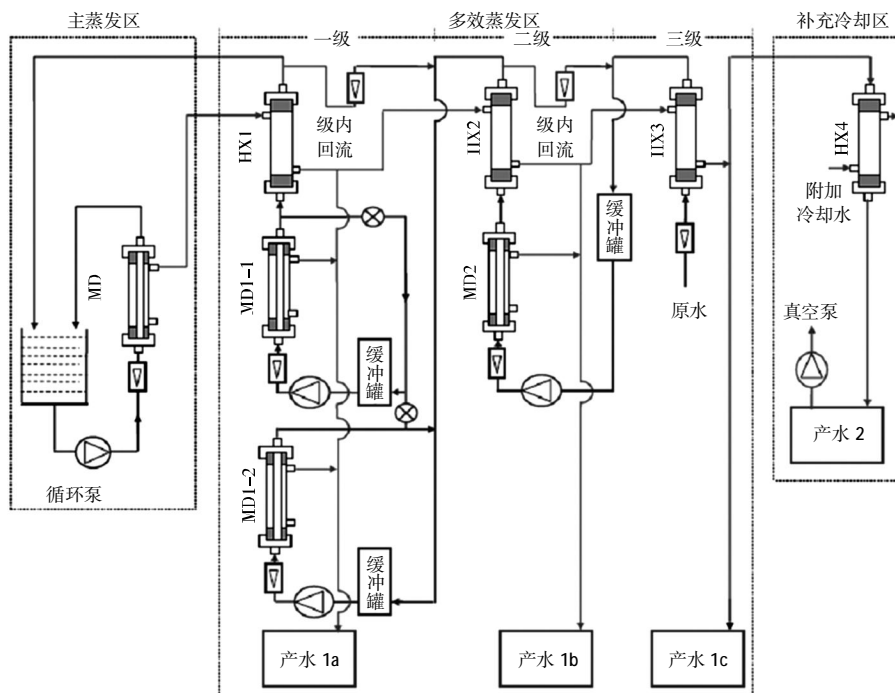 主蒸发区
多效蒸发区
补充冷却区
一级
二级
三级
级内
回流
级内
回流
HX1
HX2
HX3
HX4
附加
冷却水
MD
MD1-1
MD2
缓冲罐
原水
真空泵
缓冲罐
产水 2
循环泵
MD1-2
缓冲罐
产水 1a
产水 1b
产水 1c